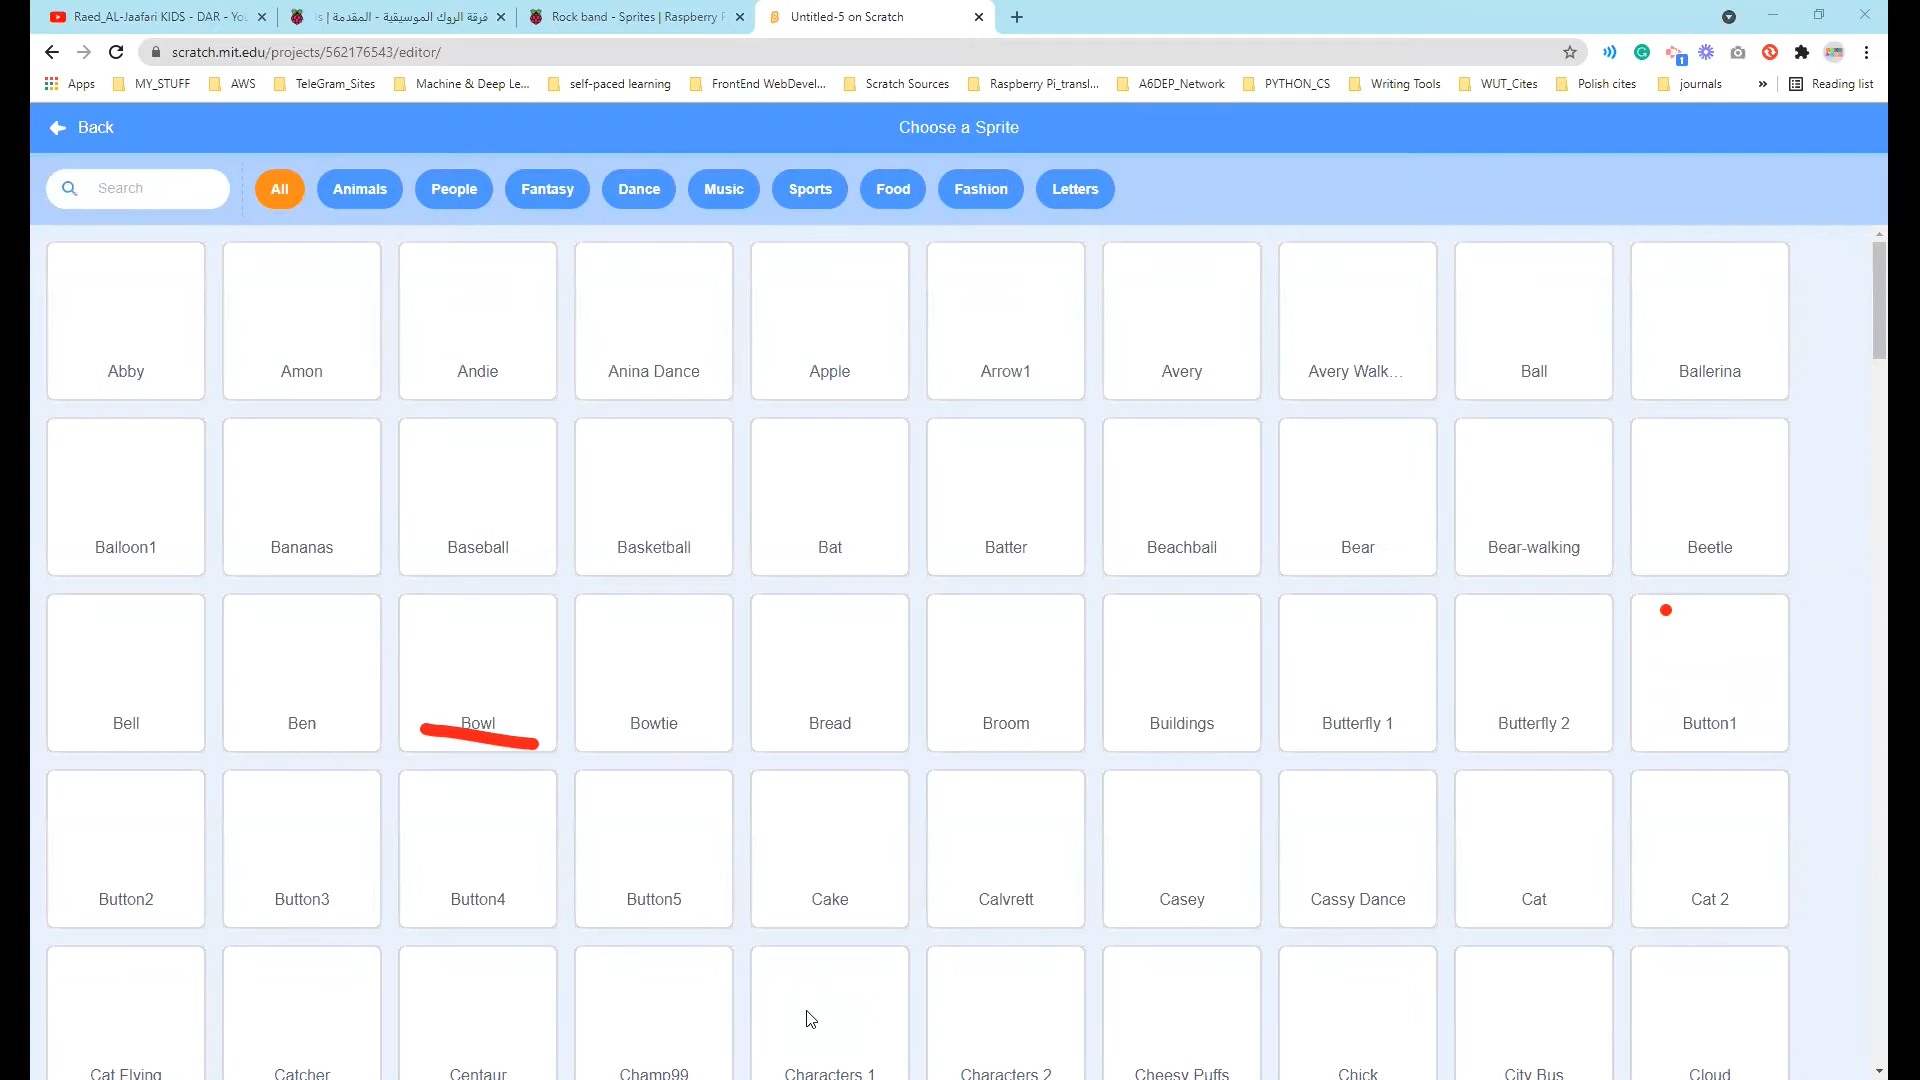 Raed_AL-Jaafari KIDS - DAR - You
فرقة الروك الموسيقية - المقدمة | s
Rock band - Sprites | Raspberry P
Untitled-5 on Scratch
scratch.mit.edu/projects/562176543/editor/
1
Apps MY_STUFF AWS TeleGram_Sites Machine & Deep Le... self-paced learning FrontEnd WebDevel... Scratch Sources Raspberry Pi_transl... A6DEP_Network PYTHON_CS Writing Tools WUT_Cites Polish cites journals » Reading list
Back Choose a Sprite
Search All Animals People Fantasy Dance Music Sports Food Fashion Letters
Abby Amon Andie Anina Dance Apple Arrow1 Avery Avery Walk... Ball Ballerina
Balloon1 Bananas Baseball Basketball Bat Batter Beachball Bear Bear-walking Beetle
Bell Ben Bowl Bowtie Bread Broom Buildings Butterfly 1 Butterfly 2 Button1
Button2 Button3 Button4 Button5 Cake Calvrett Casey Cassy Dance Cat Cat 2
Cat Flying Catcher Centaur Champ99 Characters 1 Characters 2 Cheesy Puffs Chick City Bus Cloud